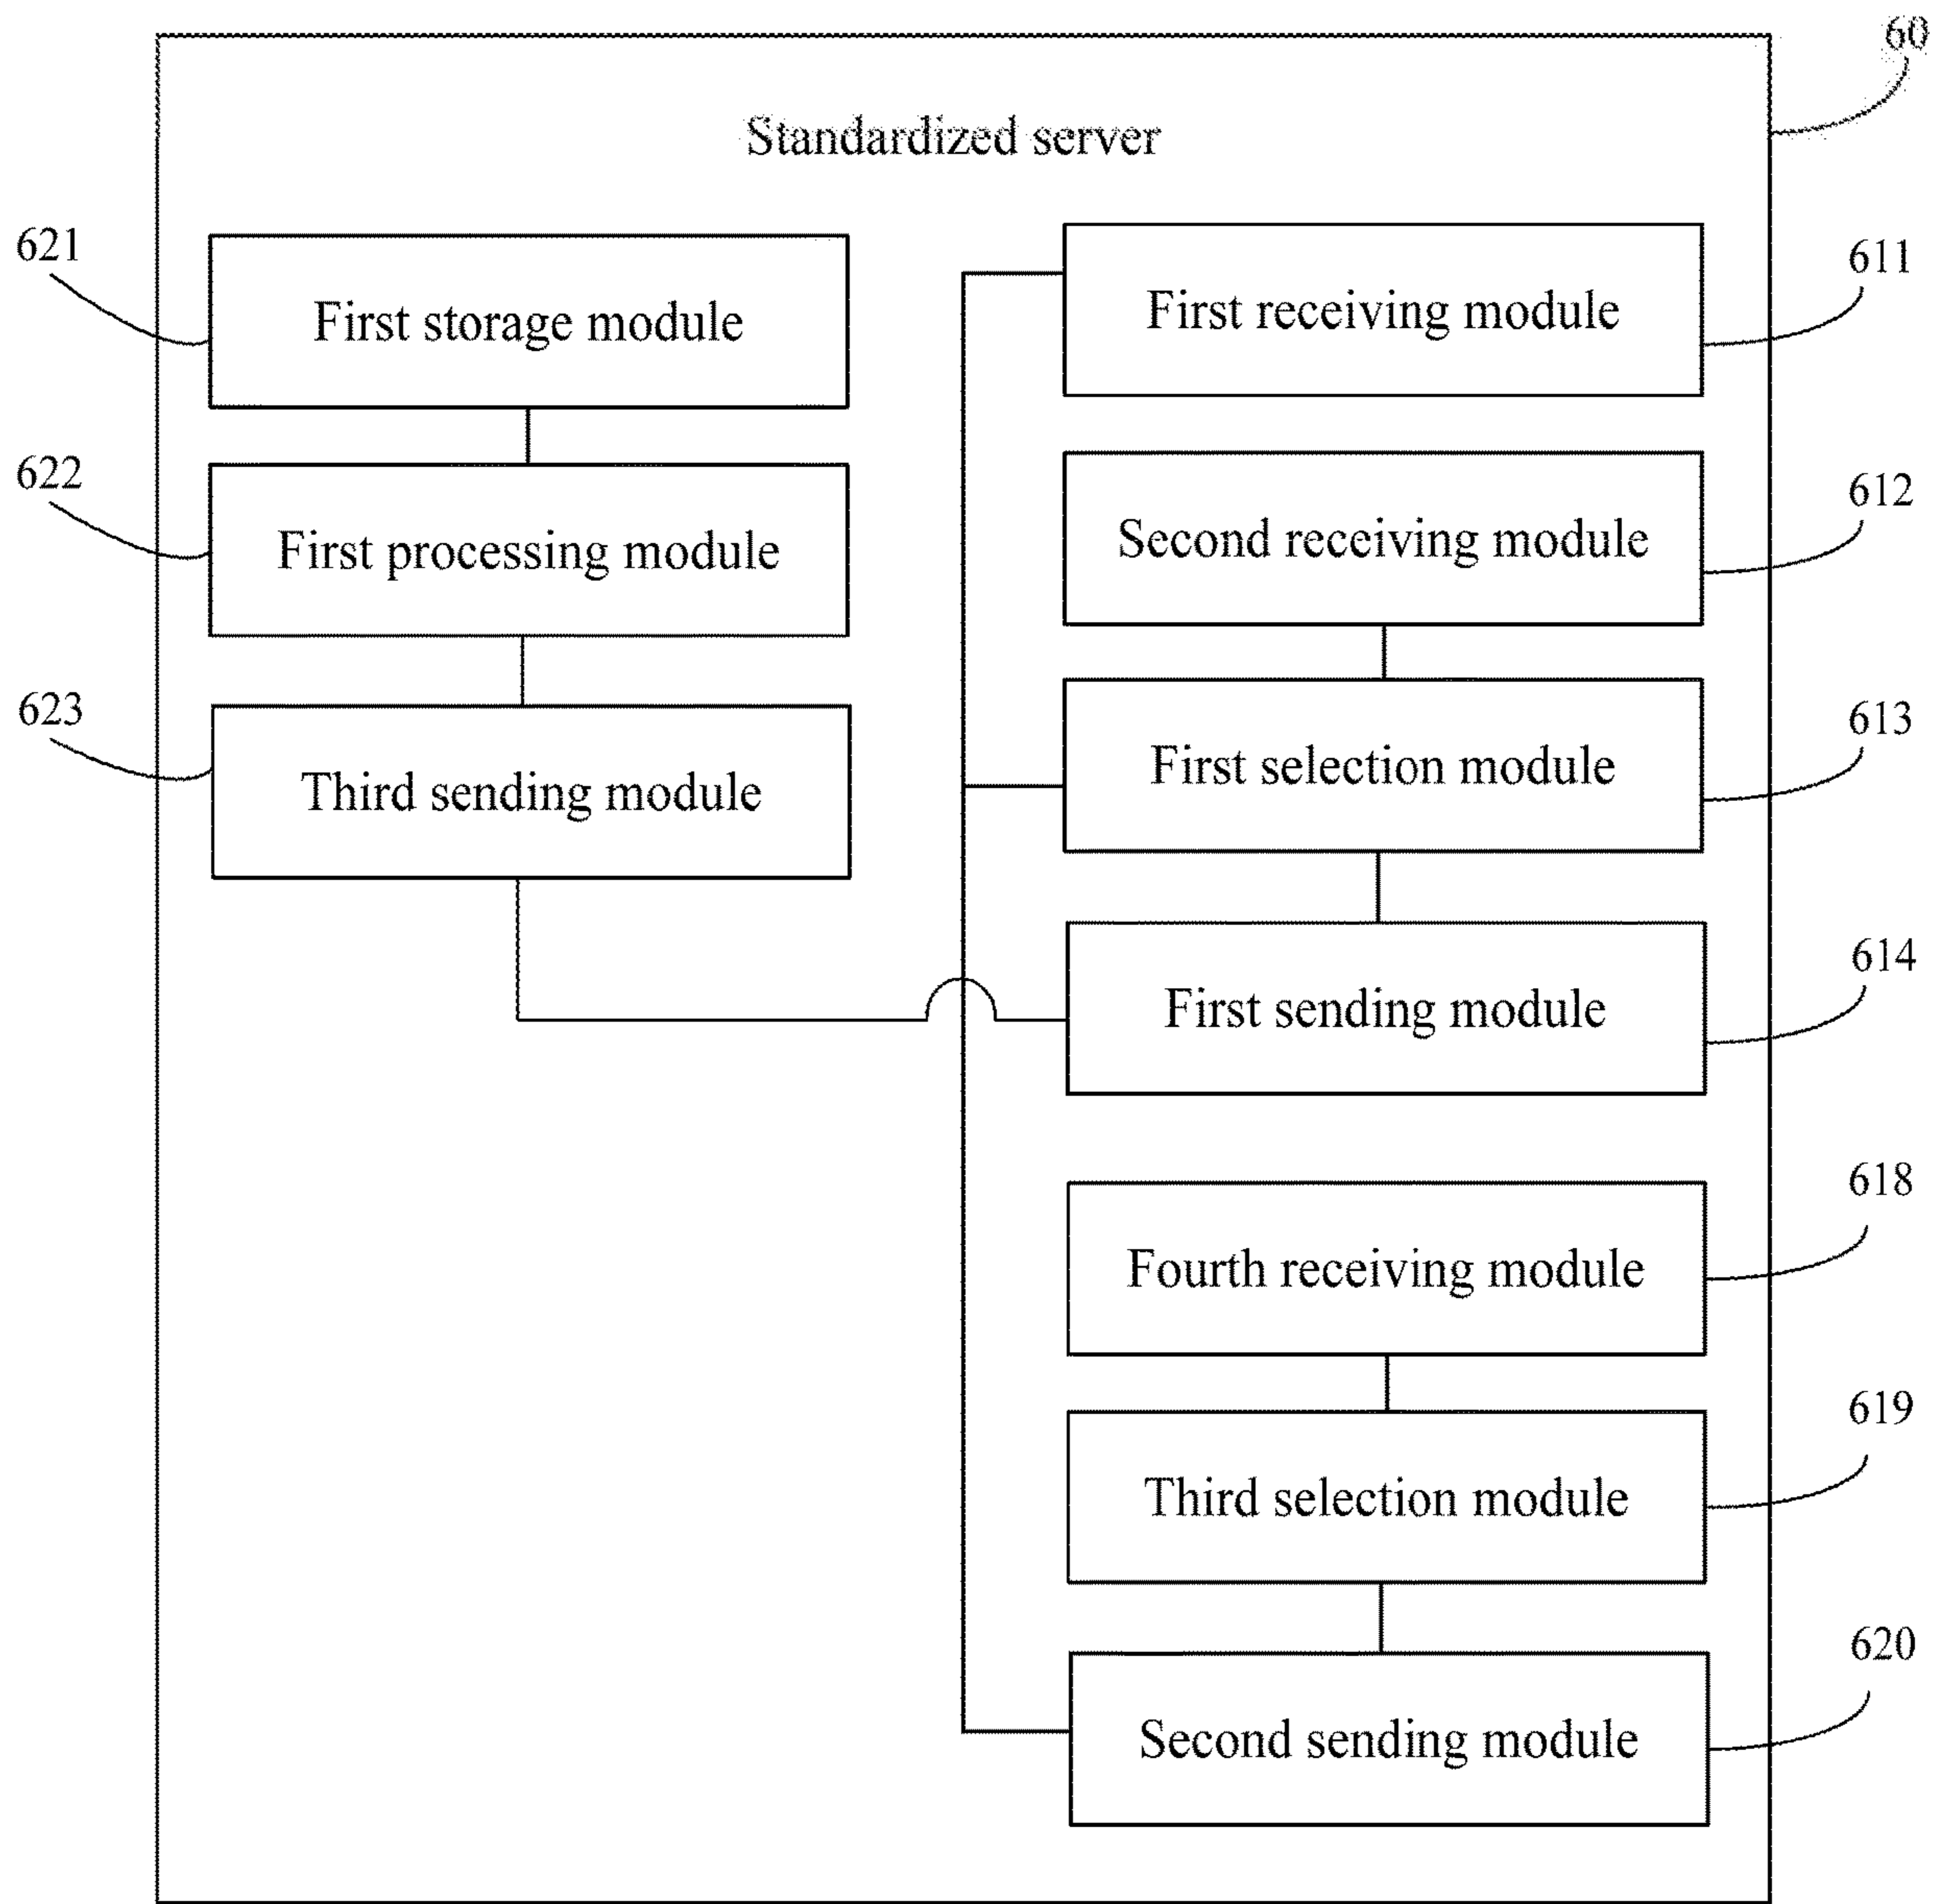 60
Standardized server
621
First storage module
First receiving module
611
622
First processing module
Second receiving module
612
623
Third sending module
First selection module
613
First sending module
614
Fourth receiving module
618
Third selection module
619
Second sending module
620